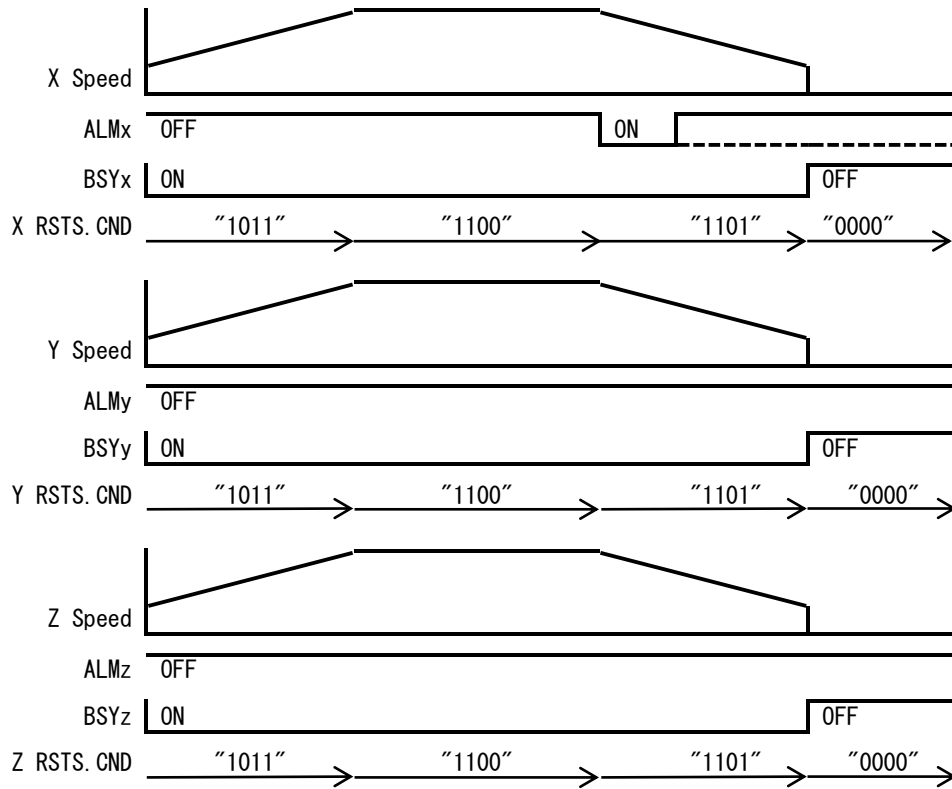 X Speed
ALMx OFF ON
BSYx ON OFF
X RSTS.CND ″1011″ ″1100″ ″1101″ ″0000″
Y Speed
ALMy OFF
BSYy ON OFF
Y RSTS.CND ″1011″ ″1100″ ″1101″ ″0000″
Z Speed
ALMz OFF
BSYz ON OFF
Z RSTS.CND ″1011″ ″1100″ ″1101″ ″0000″